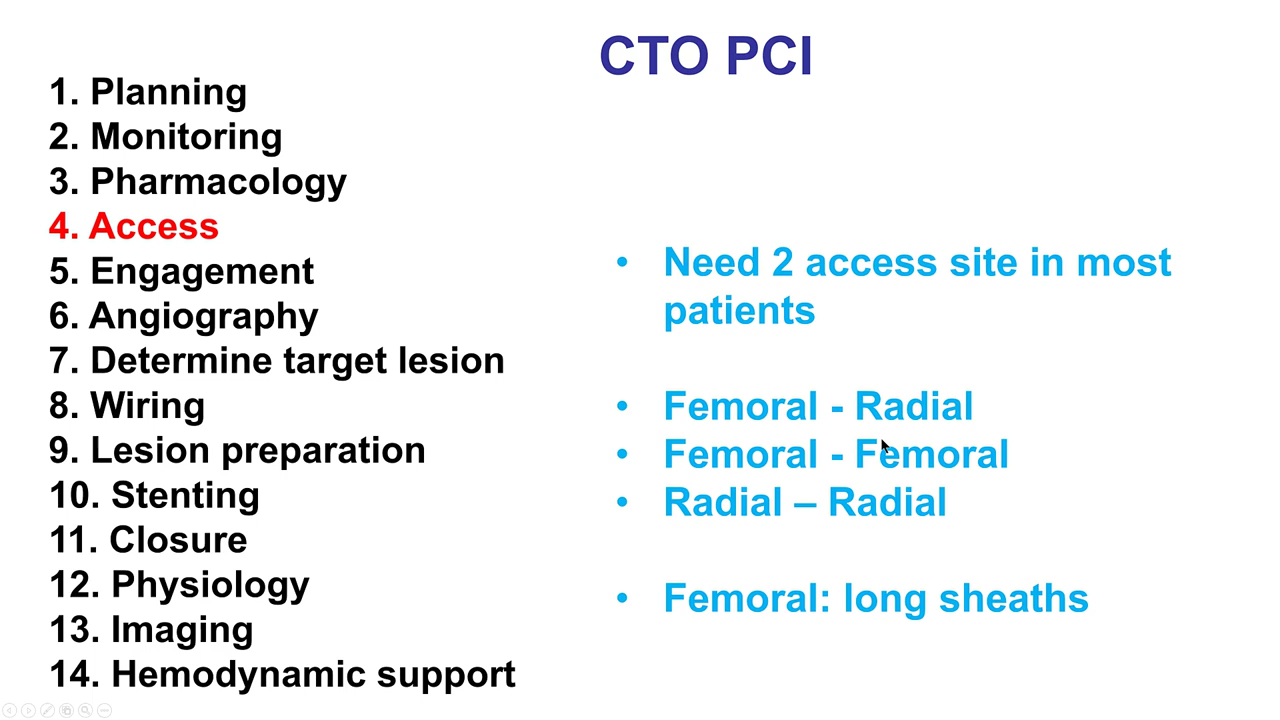 CTO PCI
1. Planning
2. Monitoring
3. Pharmacology
4. Access
5. Engagement
6. Angiography
7. Determine target lesion
8. Wiring
9. Lesion preparation
10. Stenting
11. Closure
12. Physiology
13. Imaging
14. Hemodynamic support
• Need 2 access site in most
patients
• Femoral - Radial
• Femoral - Femoral
• Radial – Radial
• Femoral: long sheaths